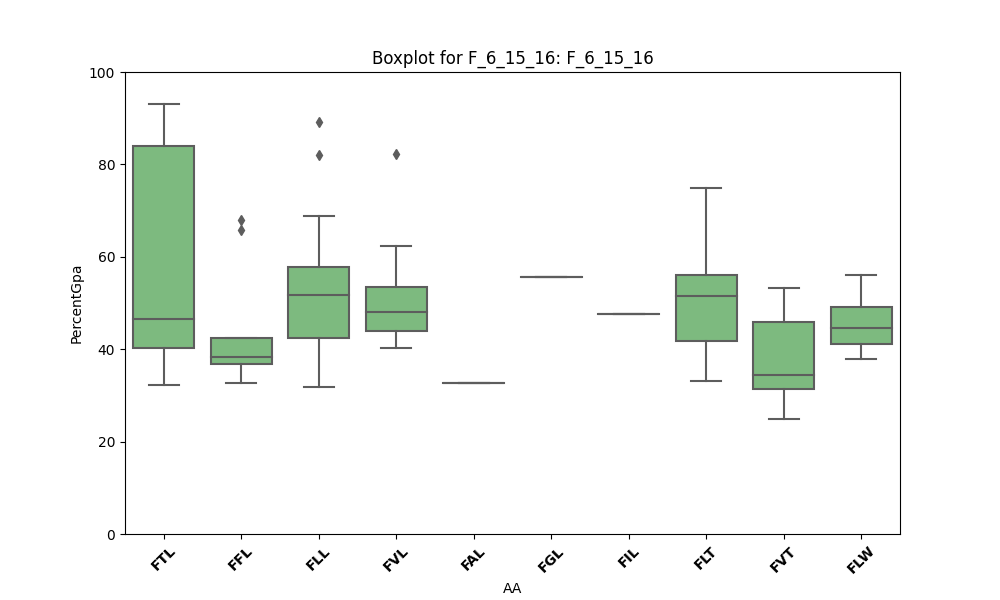 Boxplot for F_6_15_16: F_6_15_16
100
80
60
40
20
0
PercentGpa
FTL FFL FLL FVL FAL FGL FIL FLT FVT FLW
AA